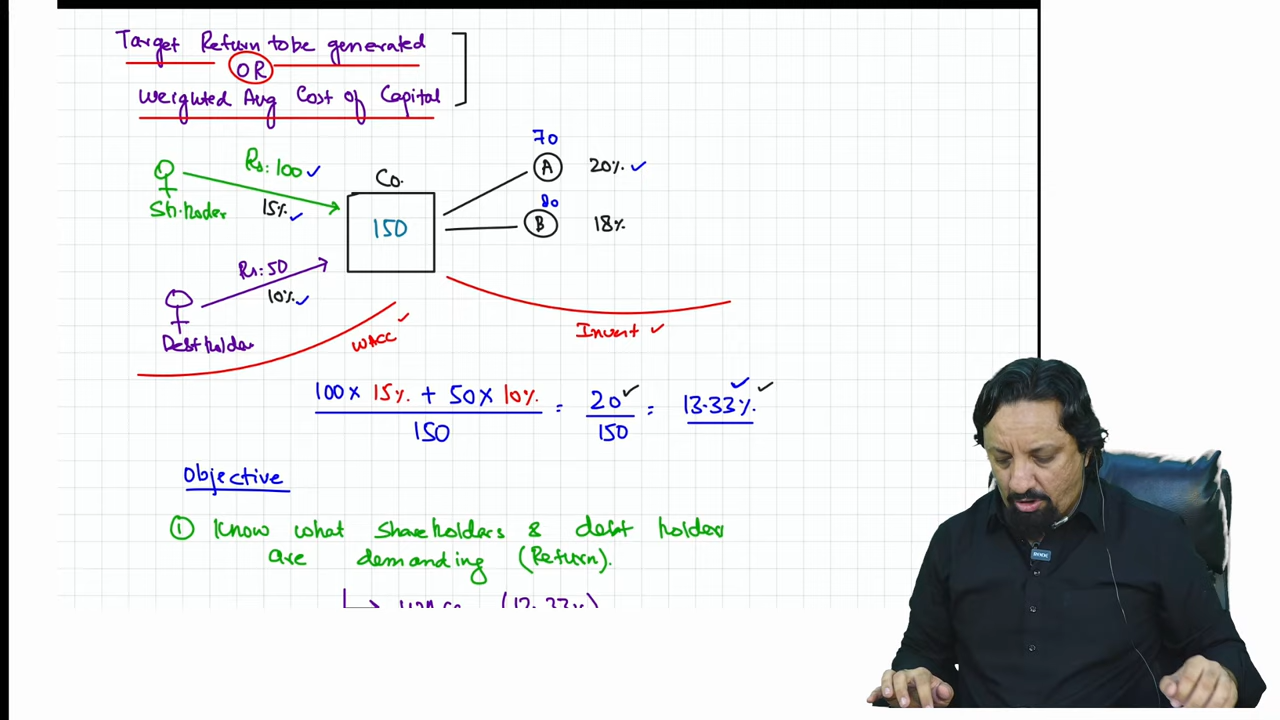 Target Return to be generated
OR
Weighted Avg Cost of Capital
70
Rs: 100
A
20%
Co.
80
15%
Sh. hoder
150
B
18%
Rs: 50
10%
Debt holder
WACC
Invest
100 x 15% + 50 x 10%
150
=
20
150
=
13.33%
Objective
① Know what shareholders & debt holder
are demanding (Return).